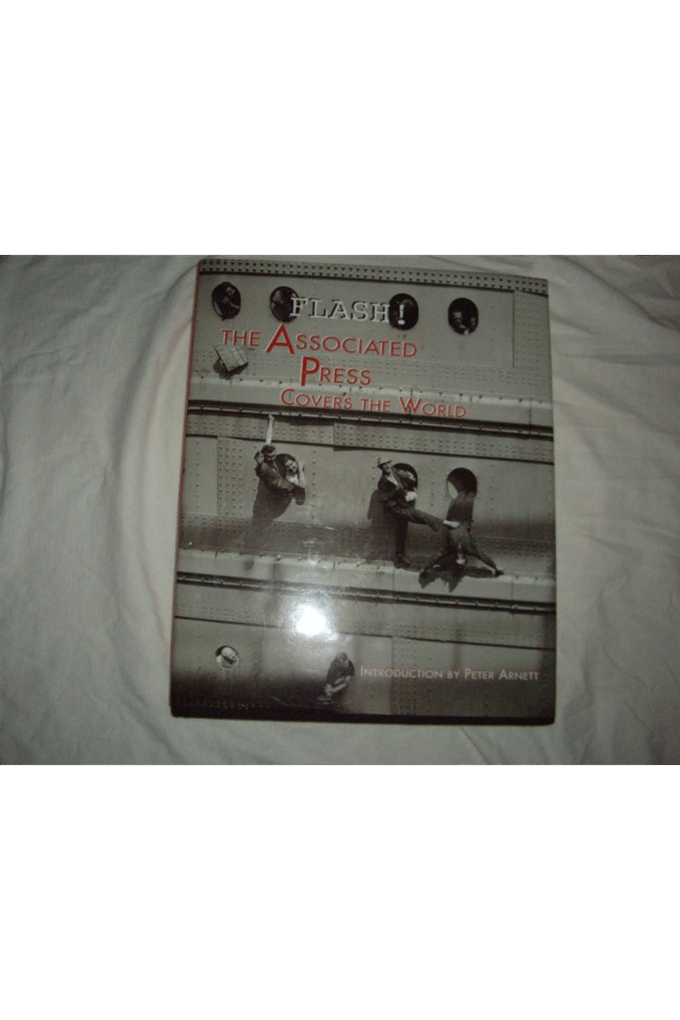 FLASH!
THE ASSOCIATED
PRESS
COVERS THE WORLD
INTRODUCTION BY PETER ARNETT